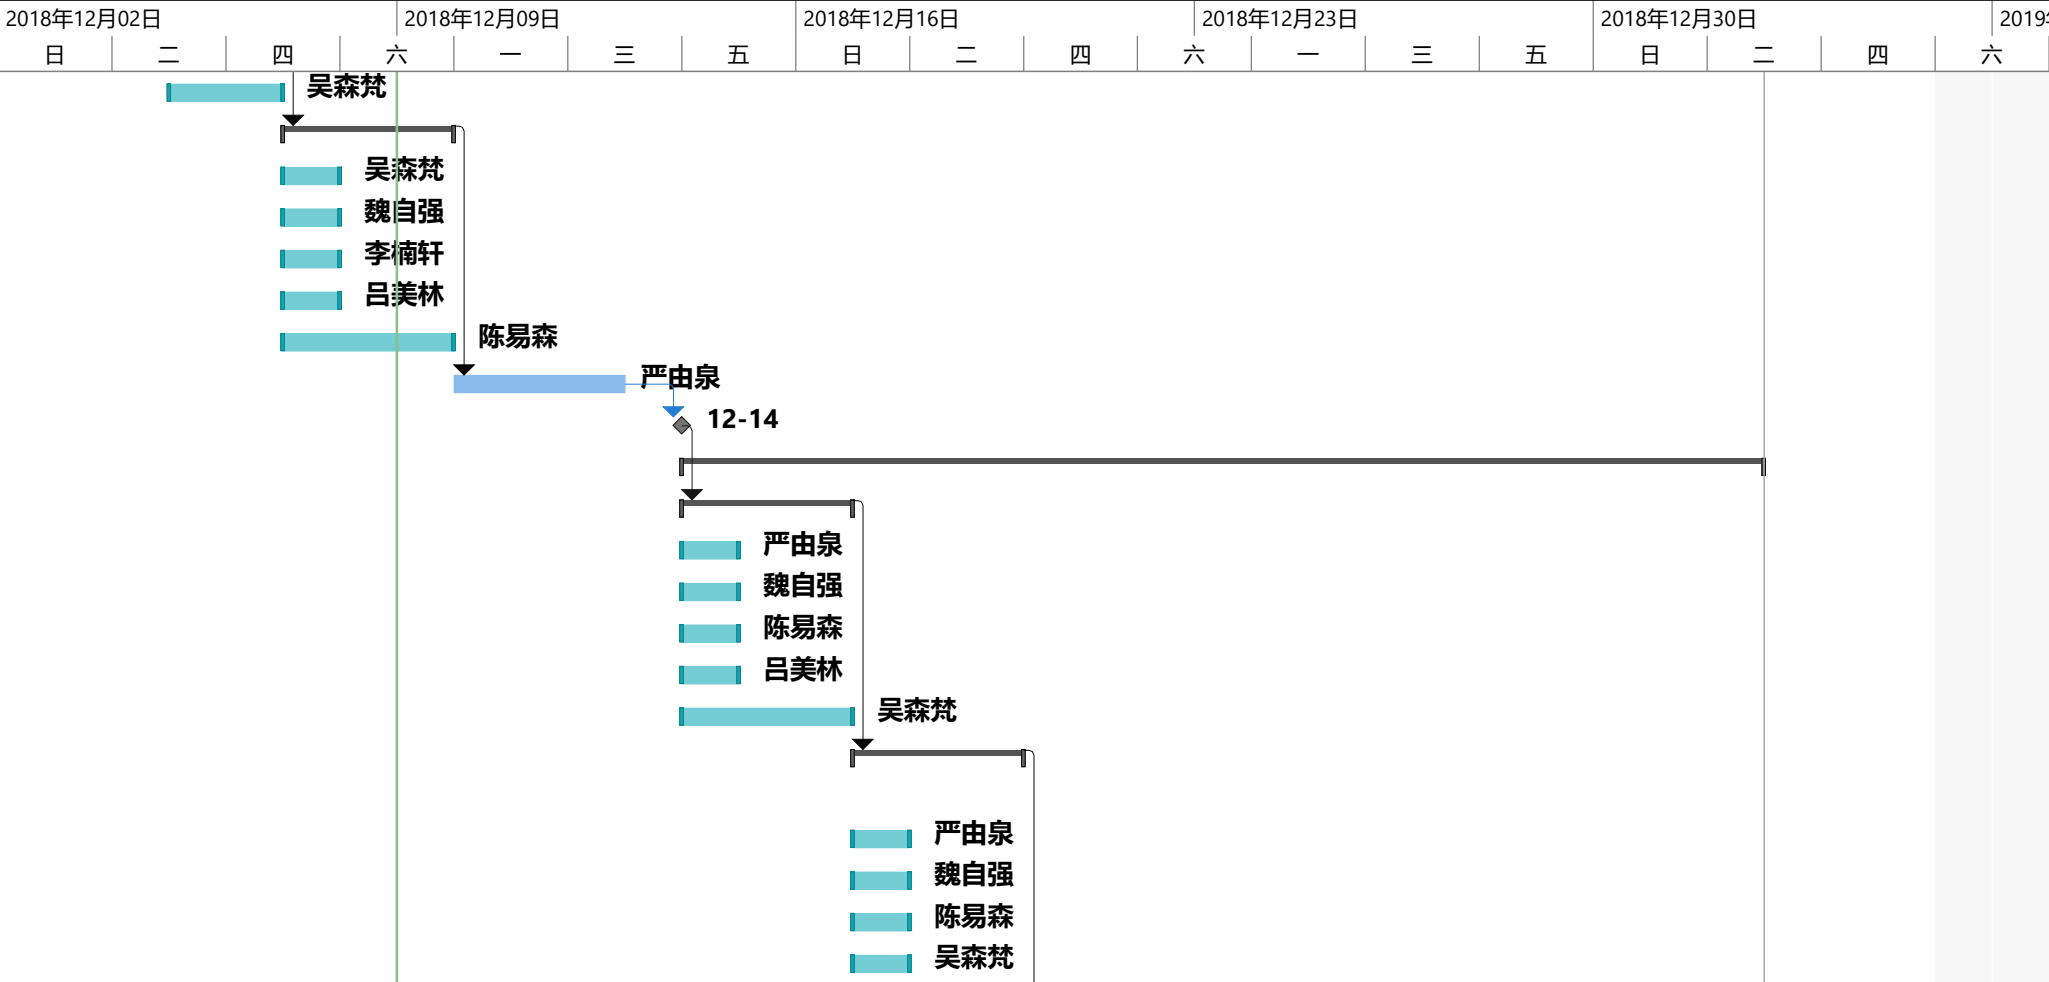 2018年12月02日 2018年12月09日 2018年12月16日 2018年12月23日 2018年12月30日 2019
日 二 四 六 一 三 五 日 二 四 六 一 三 五 日 二 四 六
吴森梵
吴森梵
魏自强
李楠轩
吕美林
陈易森
严由泉
12-14
严由泉
魏自强
陈易森
吕美林
吴森梵
严由泉
魏自强
陈易森
吴森梵